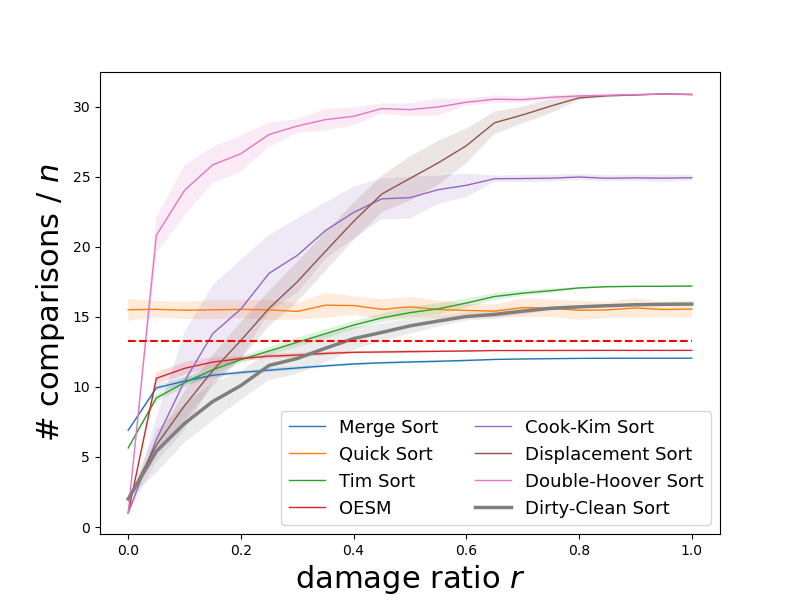 30
25
20
15
10
5
0
# comparisons / n
0.0 0.2 0.4 0.6 0.8 1.0
damage ratio r
Merge Sort
Quick Sort
Tim Sort
OESM
Cook-Kim Sort
Displacement Sort
Double-Hoover Sort
Dirty-Clean Sort